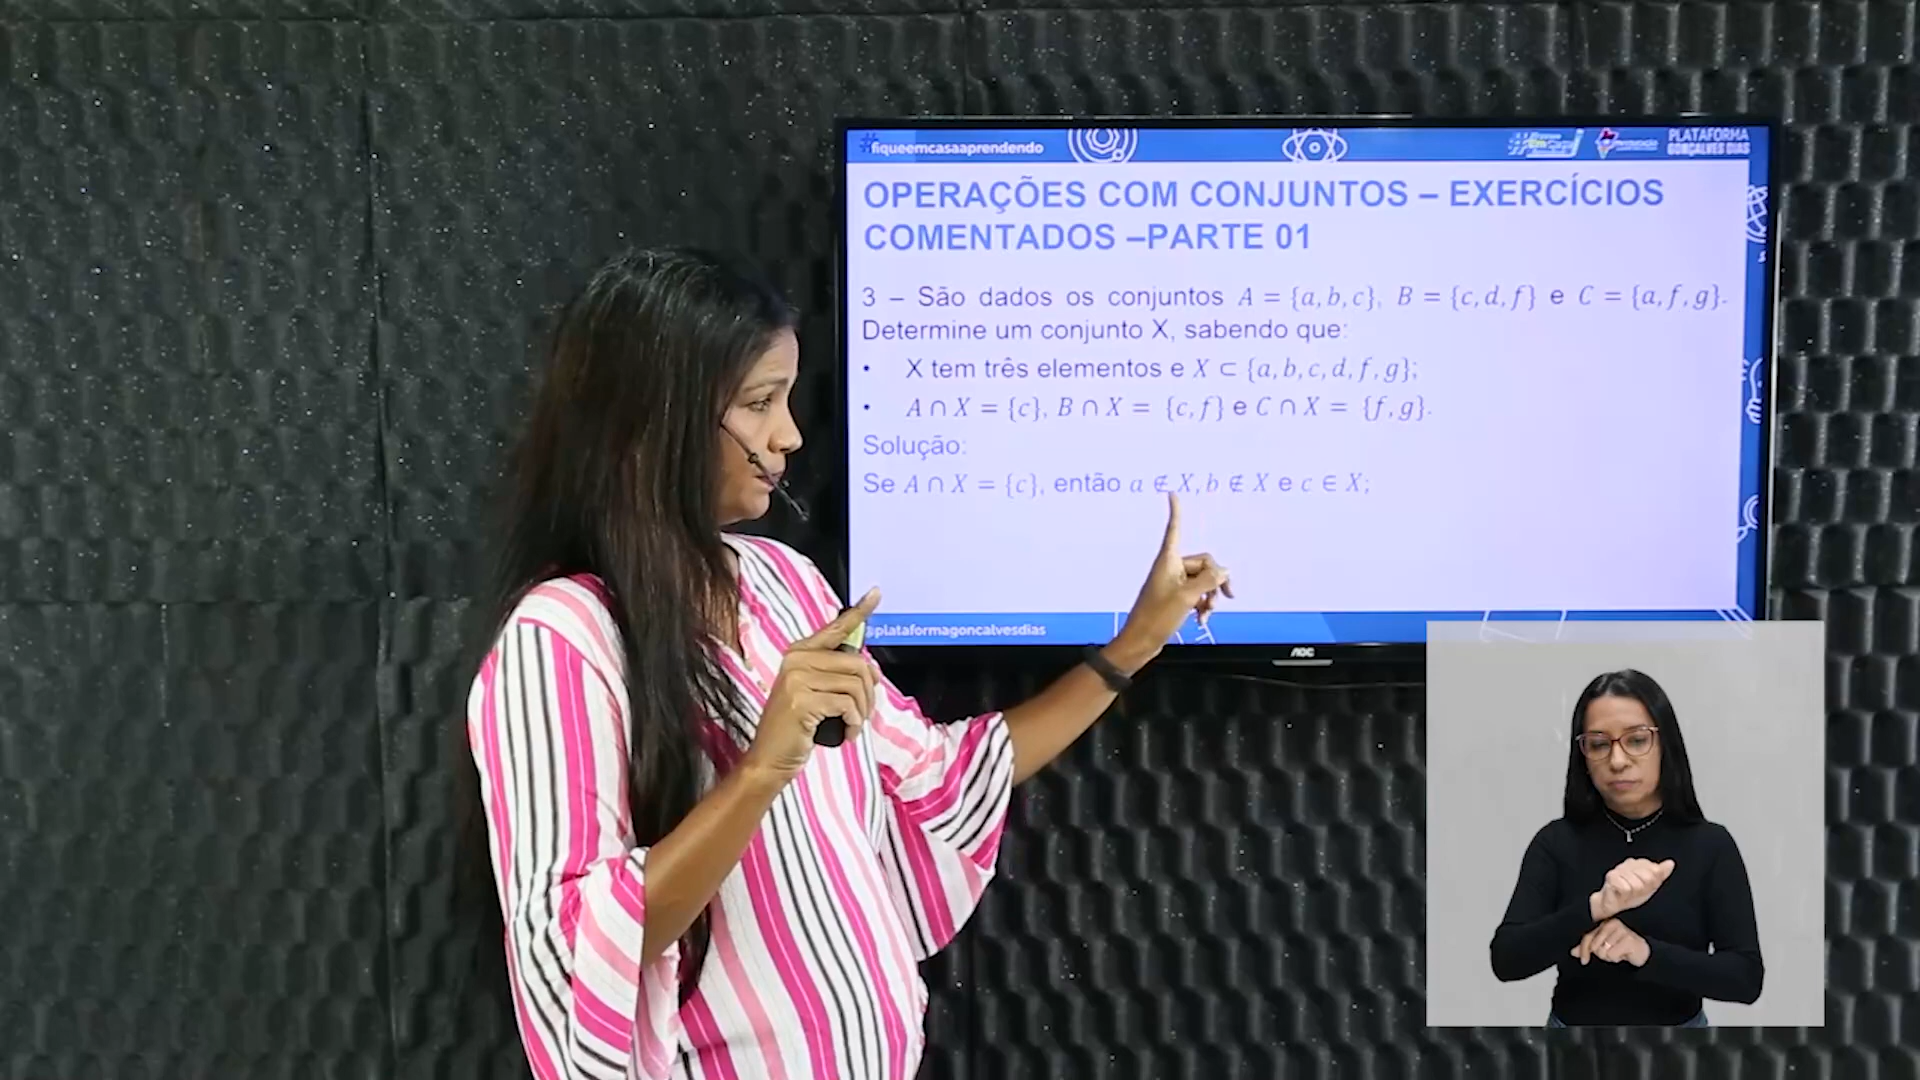 #fiqueemcasaaprendendo
PLATAFORMA
GONÇALVES DIAS
OPERAÇÕES COM CONJUNTOS – EXERCÍCIOS
COMENTADOS –PARTE 01
3 – São dados os conjuntos A = {a, b, c}, B = {c, d, f} e C = {a, f, g}.
Determine um conjunto X, sabendo que:
• X tem três elementos e X ⊂ {a, b, c, d, f, g};
• A ∩ X = {c}, B ∩ X = {c, f} e C ∩ X = {f, g}.
Solução:
Se A ∩ X = {c}, então a ∉ X, b ∉ X e c ∈ X;
@plataformagoncalvesdias
AOC